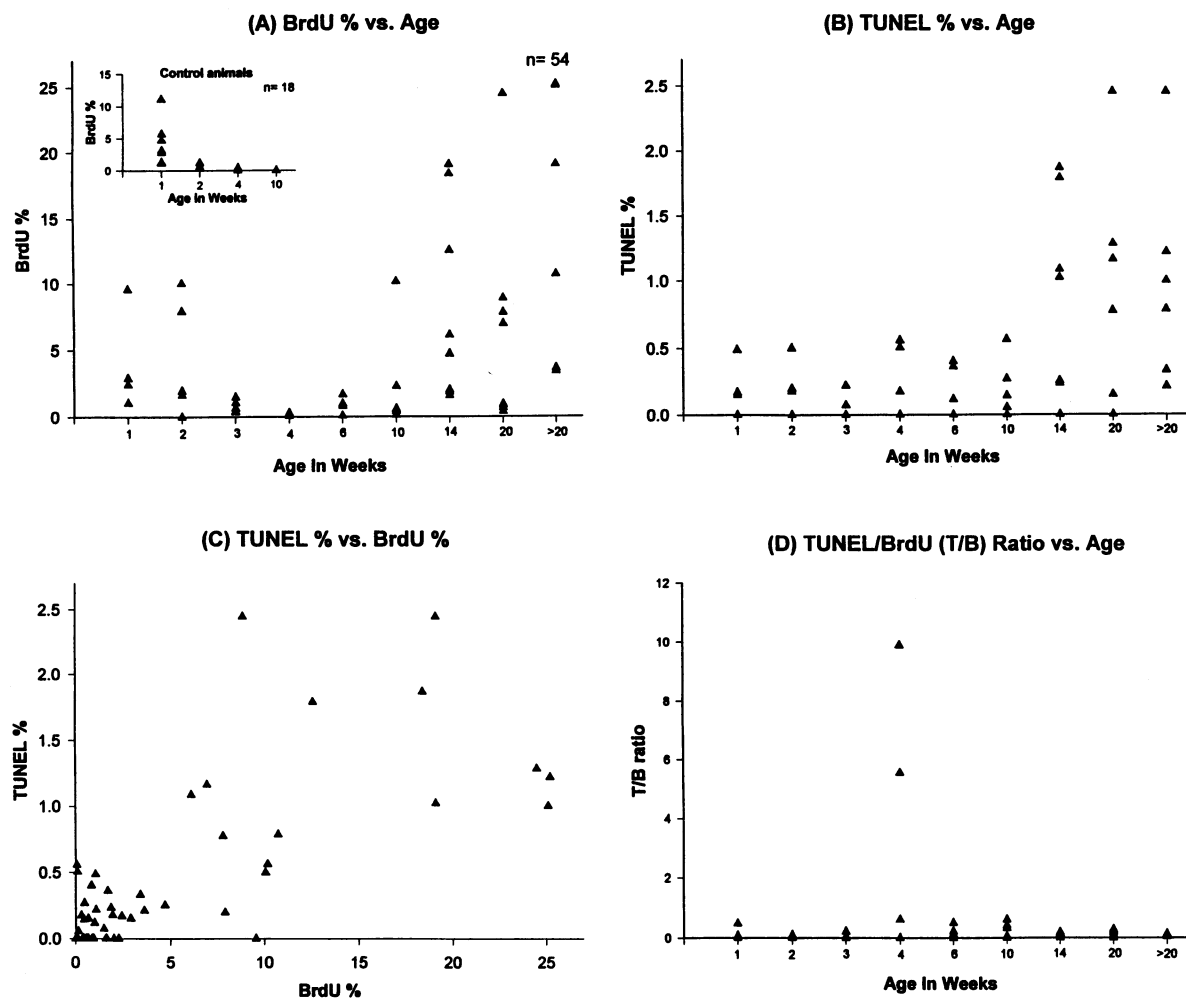 (A) BrdU % vs. Age
n= 54
25
20
15
10
5
0
BrdU %
Control animals
n= 18
15
10
5
0
BrdU %
1 2 4 10
Age in Weeks
1 2 3 4 6 10 14 20 >20
Age in Weeks
(B) TUNEL % vs. Age
2.5
2.0
1.5
1.0
0.5
0.0
TUNEL %
1 2 3 4 6 10 14 20 >20
Age in Weeks
(C) TUNEL % vs. BrdU %
2.5
2.0
1.5
1.0
0.5
0.0
TUNEL %
0 5 10 15 20 25
BrdU %
(D) TUNEL/BrdU (T/B) Ratio vs. Age
12
10
8
6
4
2
0
T/B ratio
1 2 3 4 6 10 14 20 >20
Age in Weeks